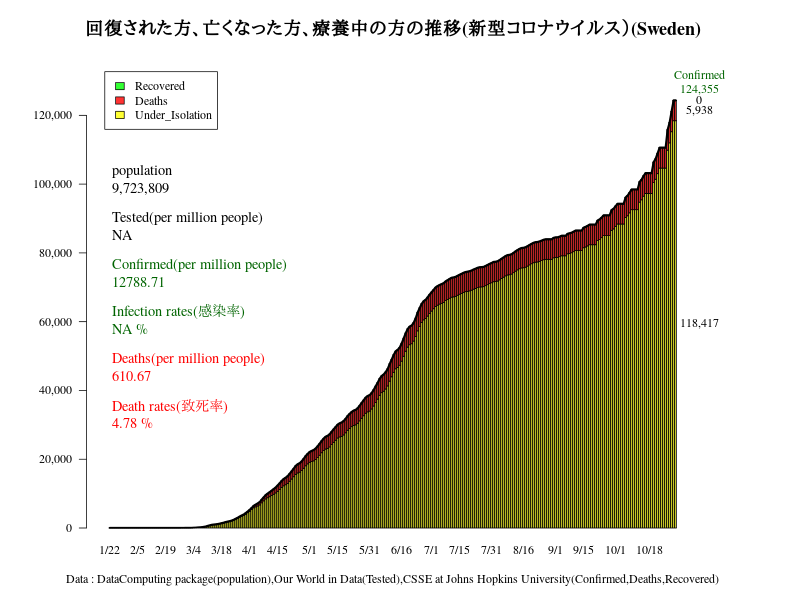 回復された方、亡くなった方、療養中の方の推移(新型コロナウイルス）(Sweden)
Confirmed
124,355
0
5,938
118,417
Recovered
Deaths
Under_Isolation
population
9,723,809
Tested(per million people)
NA
Confirmed(per million people)
12788.71
Infection rates(感染率)
NA %
Deaths(per million people)
610.67
Death rates(致死率)
4.78 %
120,000
100,000
80,000
60,000
40,000
20,000
0
1/22 2/5 2/19 3/4 3/18 4/1 4/15 5/1 5/15 5/31 6/16 7/1 7/15 7/31 8/16 9/1 9/15 10/1 10/18
Data : DataComputing package(population),Our World in Data(Tested),CSSE at Johns Hopkins University(Confirmed,Deaths,Recovered)